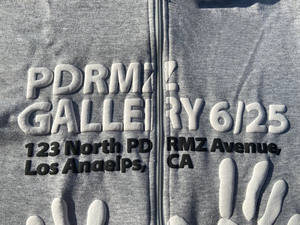 PDRMZ
GALLERY 6/25
123 North PDRMZ Avenue,
Los Angelps, CA